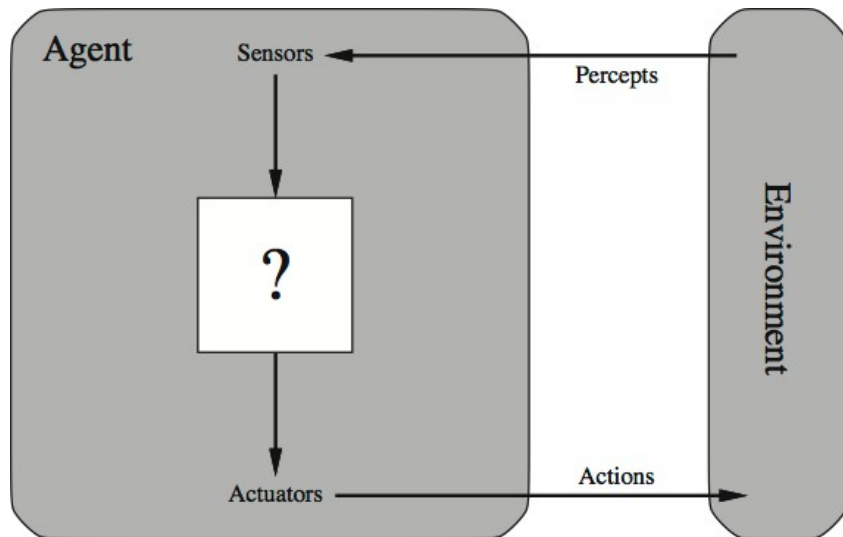 Agent
Sensors
Percepts
?
Environment
Actuators
Actions